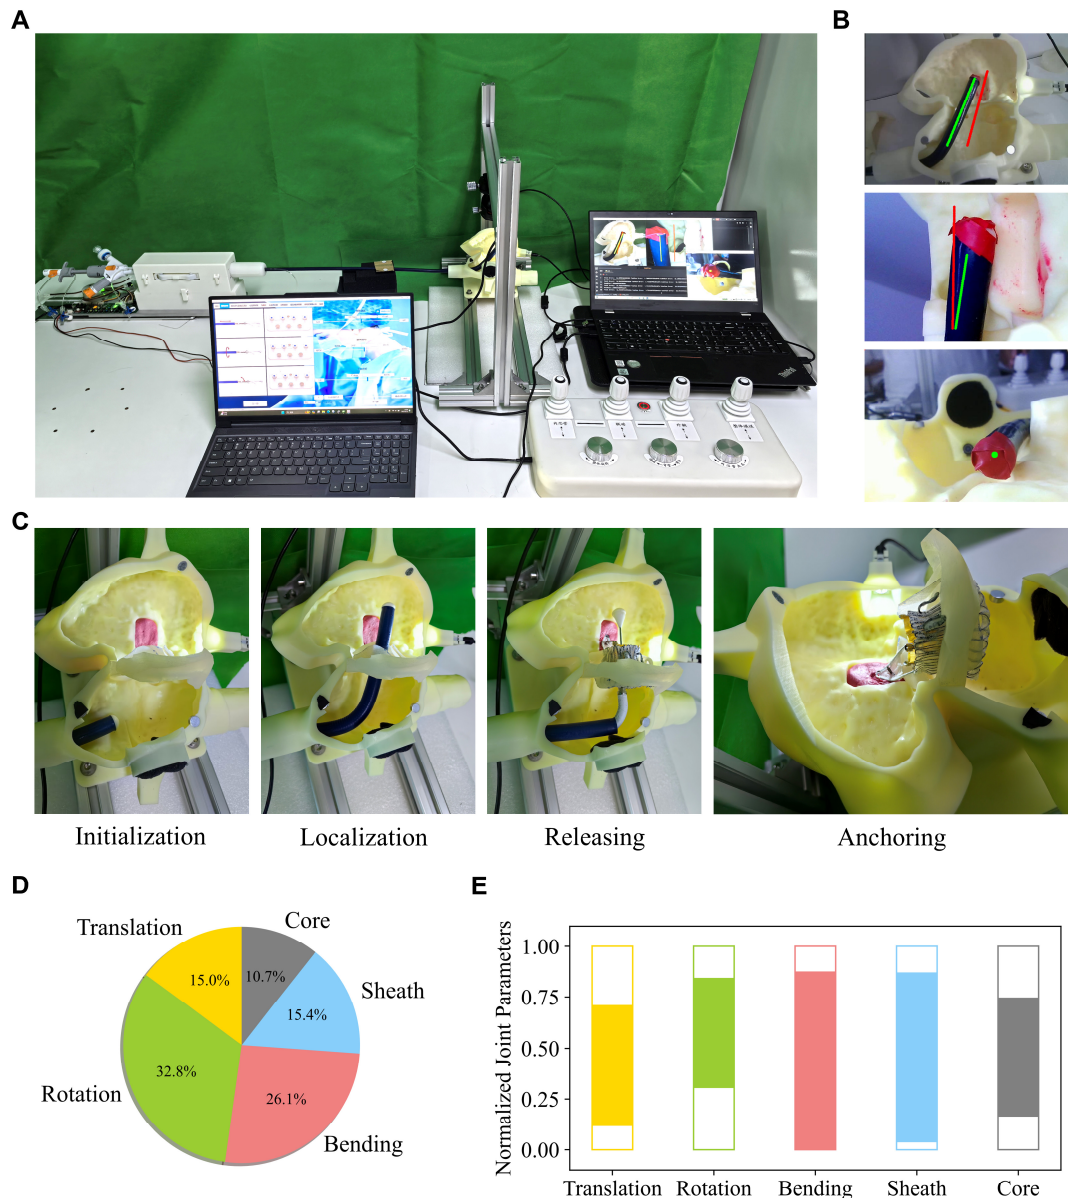 A
B
C
Initialization
Localization
Releasing
Anchoring
D
Translation
Core
15.0%
10.7%
Sheath
15.4%
32.8%
Rotation
26.1%
Bending
E
Normalized Joint Parameters
1.00
0.75
0.50
0.25
0.00
Translation
Rotation
Bending
Sheath
Core